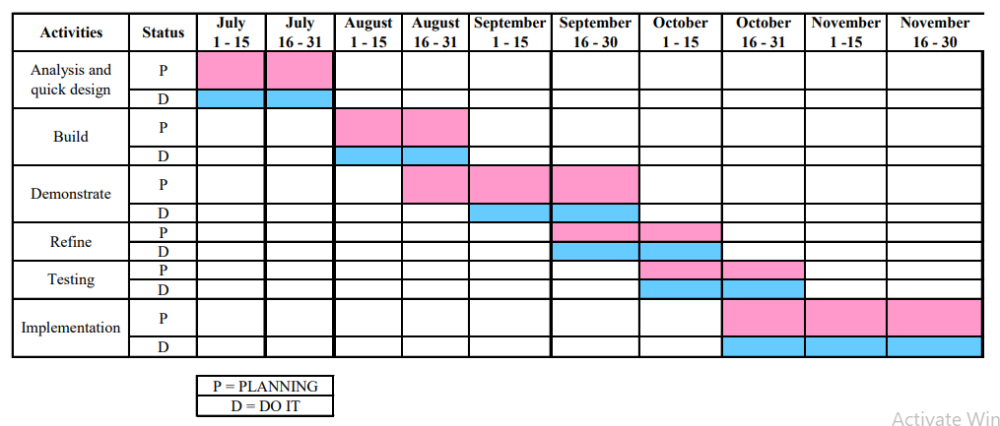 Activities Status July 1 - 15 July 16 - 31 August 1 - 15 August 16 - 31 September 1 - 15 September 16 - 30 October 1 - 15 October 16 - 31 November 1 -15 November 16 - 30
Analysis and quick design P
D
Build P
D
Demonstrate P
D
Refine P
D
Testing P
D
Implementation P
D
P = PLANNING
D = DO IT
Activate Win